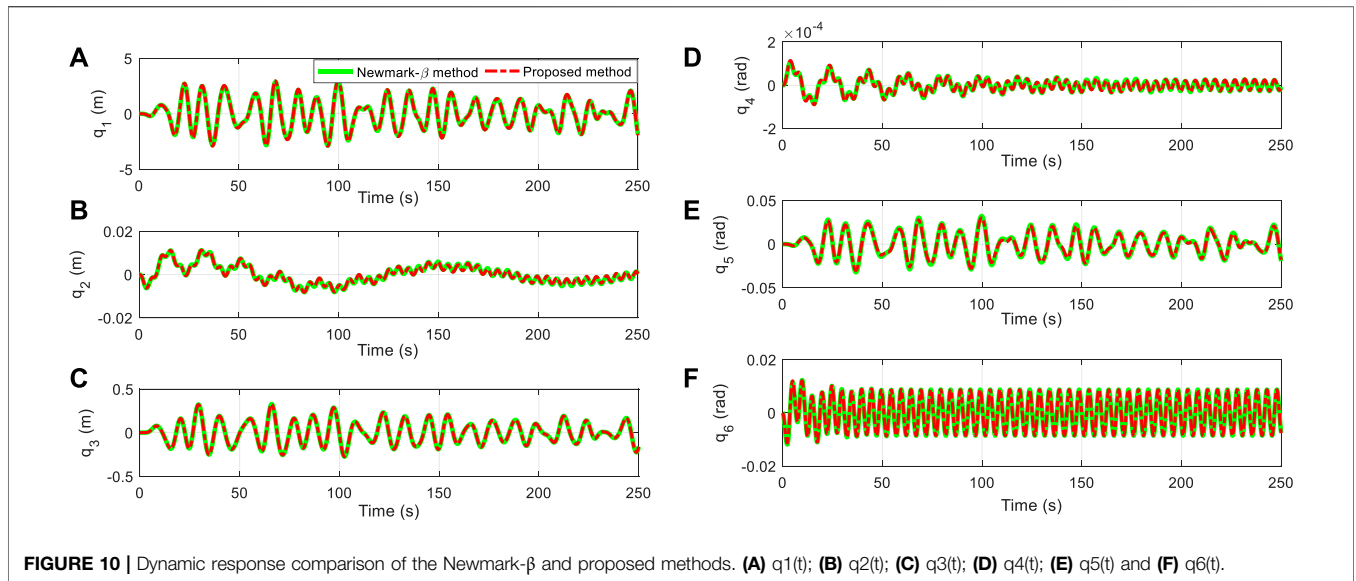 A
5
0
-5
q1 (m)
Newmark-β method
Proposed method
0 50 100 150 200 250
Time (s)
B
0.02
0
-0.02
q2 (m)
0 50 100 150 200 250
Time (s)
C
0.5
0
-0.5
q3 (m)
0 50 100 150 200 250
Time (s)
D
×10-4
2
0
-2
q4 (rad)
0 50 100 150 200 250
Time (s)
E
0.05
0
-0.05
q5 (rad)
0 50 100 150 200 250
Time (s)
F
0.02
0
-0.02
q6 (rad)
0 50 100 150 200 250
Time (s)
FIGURE 10 | Dynamic response comparison of the Newmark-β and proposed methods. (A) q1(t); (B) q2(t); (C) q3(t); (D) q4(t); (E) q5(t) and (F) q6(t).